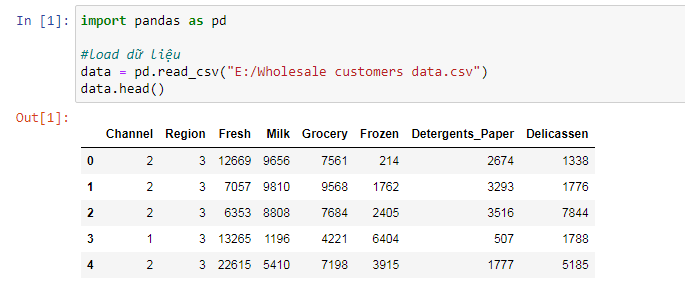 In [1]: import pandas as pd
#load dữ liệu
data = pd.read_csv("E:/Wholesale customers data.csv")
data.head()
Out[1]:
Channel Region Fresh Milk Grocery Frozen Detergents_Paper Delicassen
0 2 3 12669 9656 7561 214 2674 1338
1 2 3 7057 9810 9568 1762 3293 1776
2 2 3 6353 8808 7684 2405 3516 7844
3 1 3 13265 1196 4221 6404 507 1788
4 2 3 22615 5410 7198 3915 1777 5185